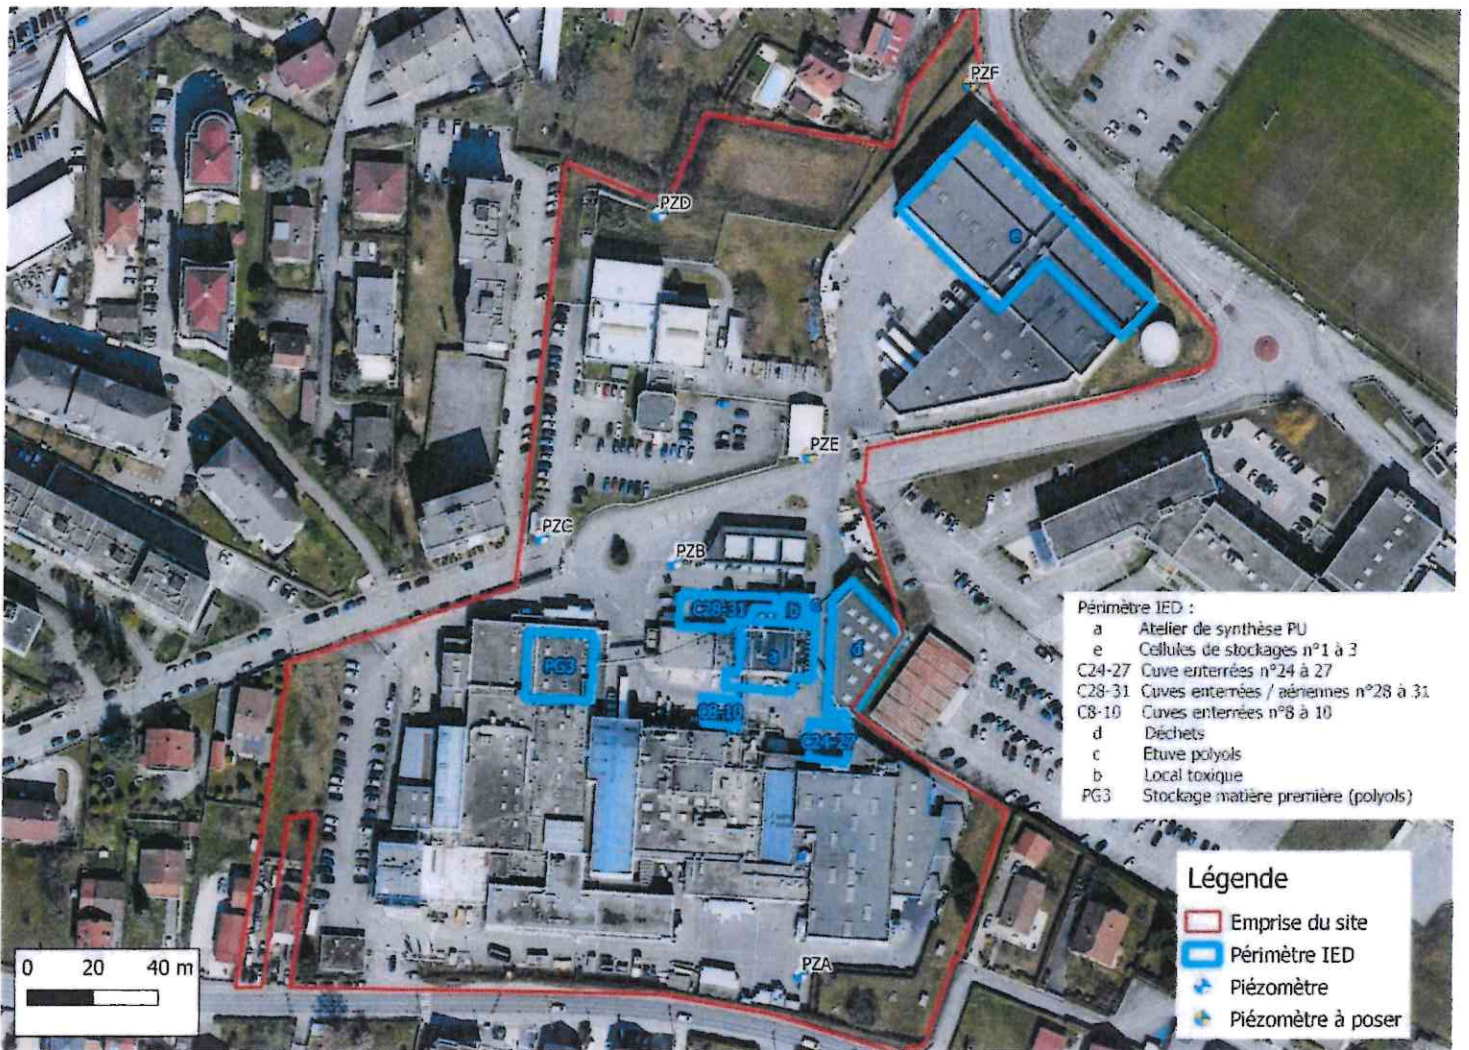 PZF
PZD
PZE
PZC
PZB
C28-31
b
c
a
d
e
PG3
C8-10
C24-27
PZA
Périmètre IED :
a Atelier de synthèse PU
e Cellules de stockages n°1 à 3
C24-27 Cuve enterrées n°24 à 27
C28-31 Cuves enterrées / aériennes n°28 à 31
C8-10 Cuves enterrées n°8 à 10
d Déchets
c Etuve polyols
b Local toxique
PG3 Stockage matière première (polyols)
Légende
Emprise du site
Périmètre IED
Piézomètre
Piézomètre à poser
0 20 40 m